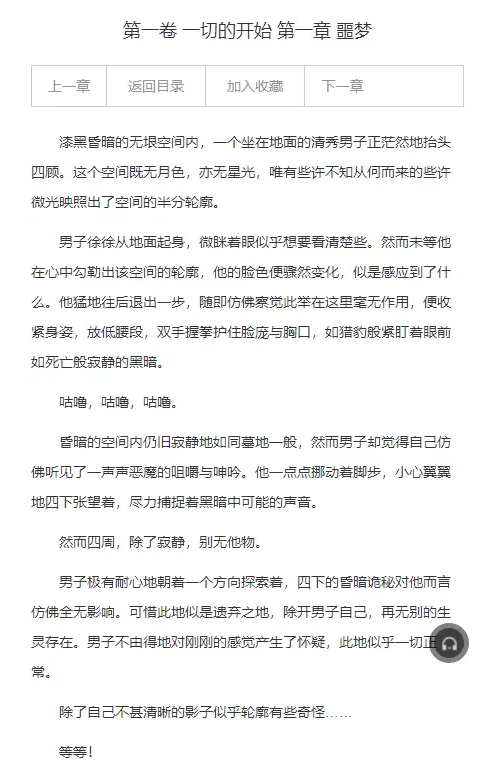 第一卷 一切的开始 第一章 噩梦
上一章 返回目录 加入收藏 下一章
漆黑昏暗的无垠空间内，一个坐在地面的清秀男子正茫然地抬头
四顾。这个空间既无月色，亦无星光，唯有些许不知从何而来的些许
微光映照出了空间的半分轮廓。
男子徐徐从地面起身，微眯着眼似乎想要看清楚些。然而未等他
在心中勾勒出该空间的轮廓，他的脸色便骤然变化，似是感应到了什
么。他猛地往后退出一步，随即仿佛察觉此举在这里毫无作用，便收
紧身姿，放低腰段，双手握拳护住脸庞与胸口，如猎豹般紧盯着眼前
如死亡般寂静的黑暗。
咕噜，咕噜，咕噜。
昏暗的空间内仍旧寂静地如同墓地一般，然而男子却觉得自己仿
佛听见了一声声恶魔的咀嚼与呻吟。他一点点挪动着脚步，小心翼翼
地四下张望着，尽力捕捉着黑暗中可能的声音。
然而四周，除了寂静，别无他物。
男子极有耐心地朝着一个方向探索着，四下的昏暗诡秘对他而言
仿佛全无影响。可惜此地似是遗弃之地，除开男子自己，再无别的生
灵存在。男子不由得地对刚刚的感觉产生了怀疑，此地似乎一切正
常。
除了自己不甚清晰的影子似乎轮廓有些奇怪……
等等！